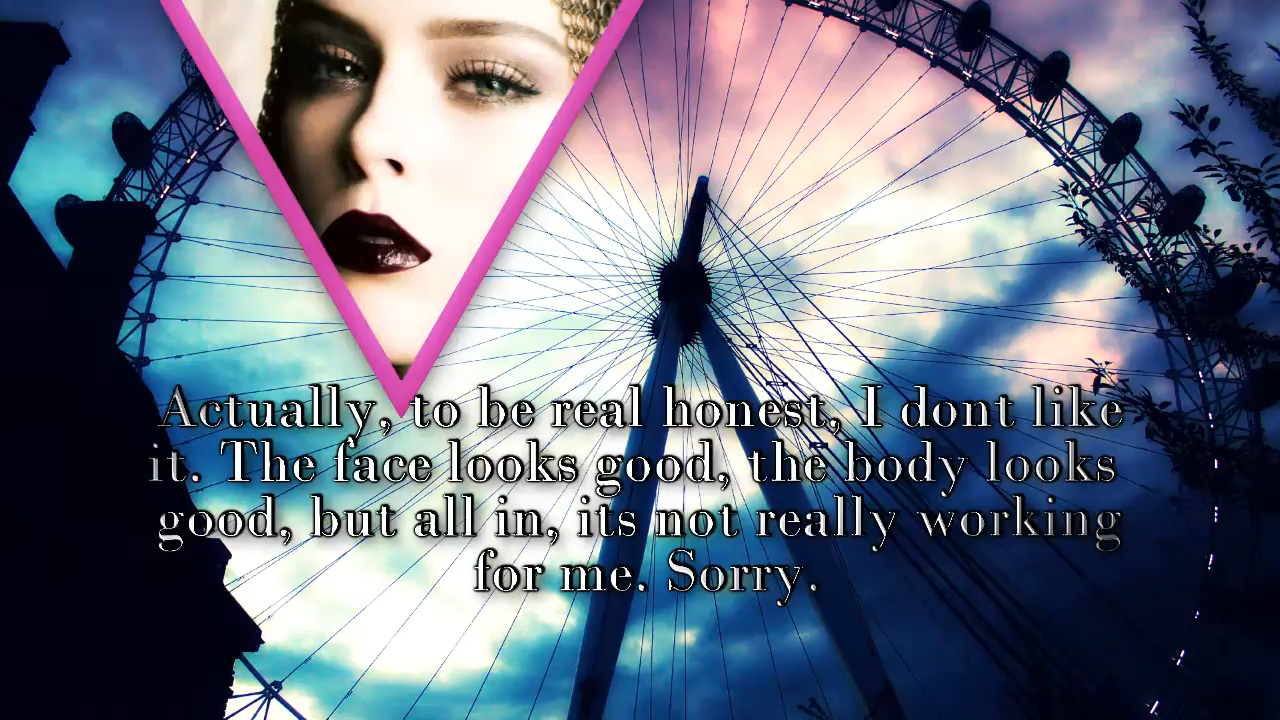 Actually, to be real honest, I dont like
it. The face looks good, the body looks
good, but all in, its not really working
for me. Sorry.